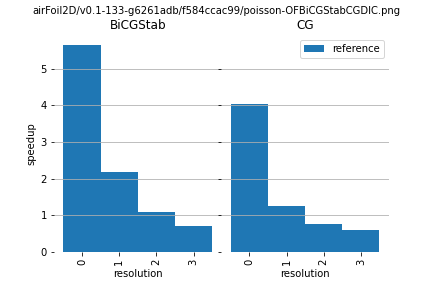 airFoil2D/v0.1-133-g6261adb/f584ccac99/poisson-OFBiCGStabCGDIC.png
BiCGStab
CG
reference
speedup
5
4
3
2
1
0
0 1 2 3
0 1 2 3
resolution
resolution